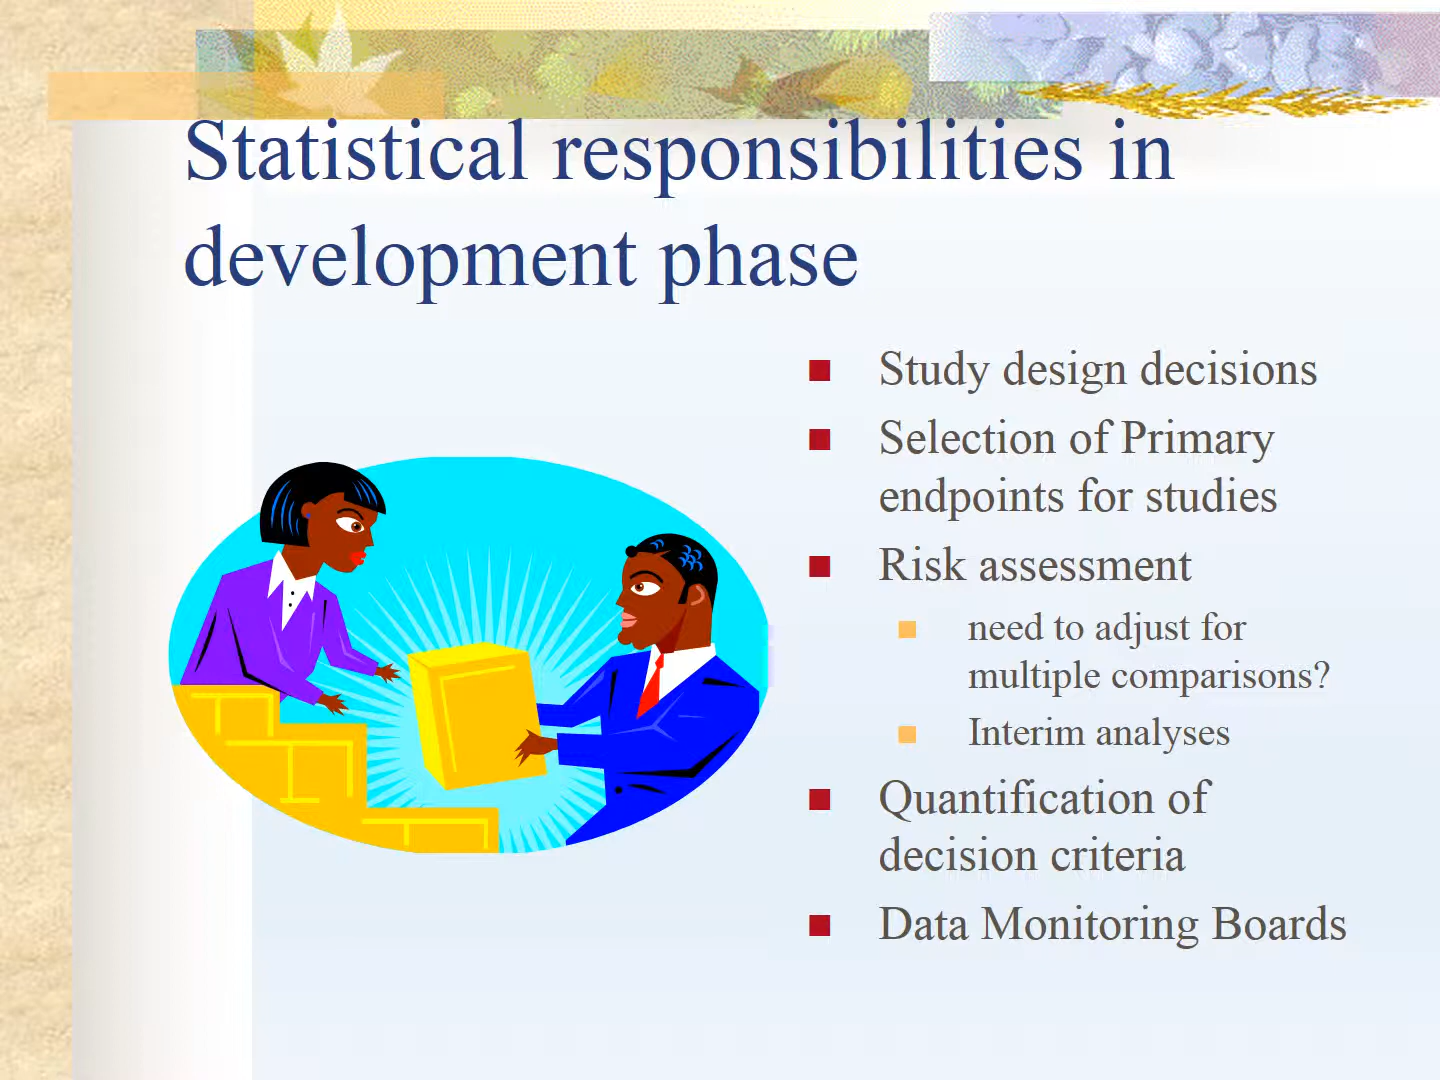 Statistical responsibilities in
development phase
Study design decisions
Selection of Primary
endpoints for studies
Risk assessment
need to adjust for
multiple comparisons?
Interim analyses
Quantification of
decision criteria
Data Monitoring Boards